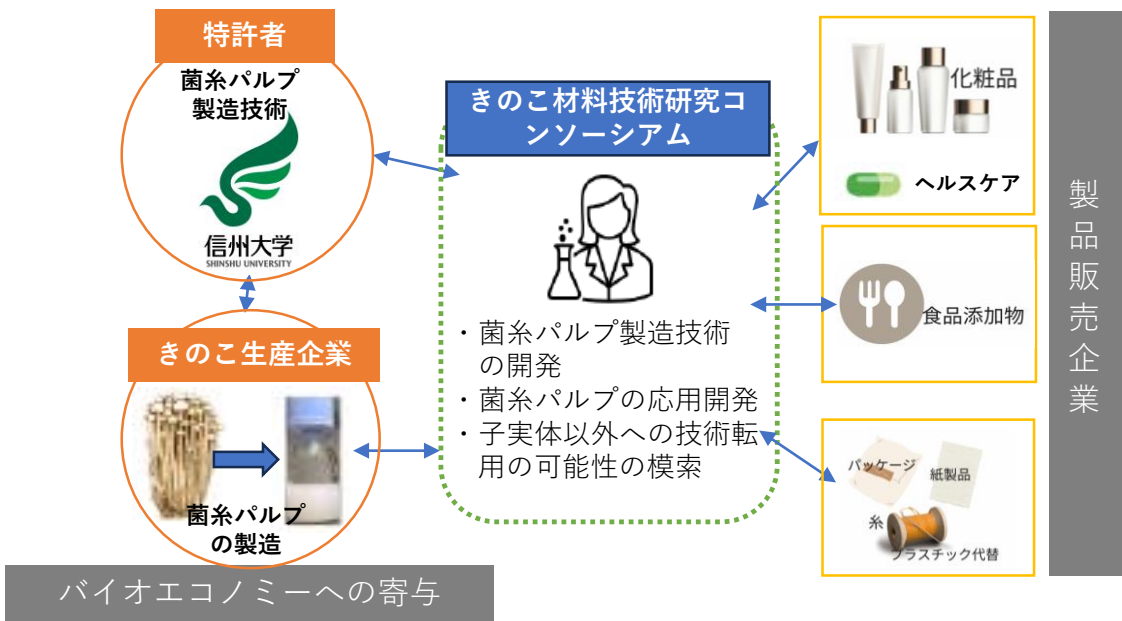 特許者
菌糸パルプ
製造技術
信州大学
SHINSHU UNIVERSITY
きのこ生産企業
菌糸パルプ
の製造
バイオエコノミーへの寄与
きのこ材料技術研究コ
ンソーシアム
・菌糸パルプ製造技術
の開発
・菌糸パルプの応用開発
・子実体以外への技術転
用の可能性の模索
化粧品
ヘルスケア
食品添加物
パッケージ
紙製品
糸
プラスチック代替
製品販売企業